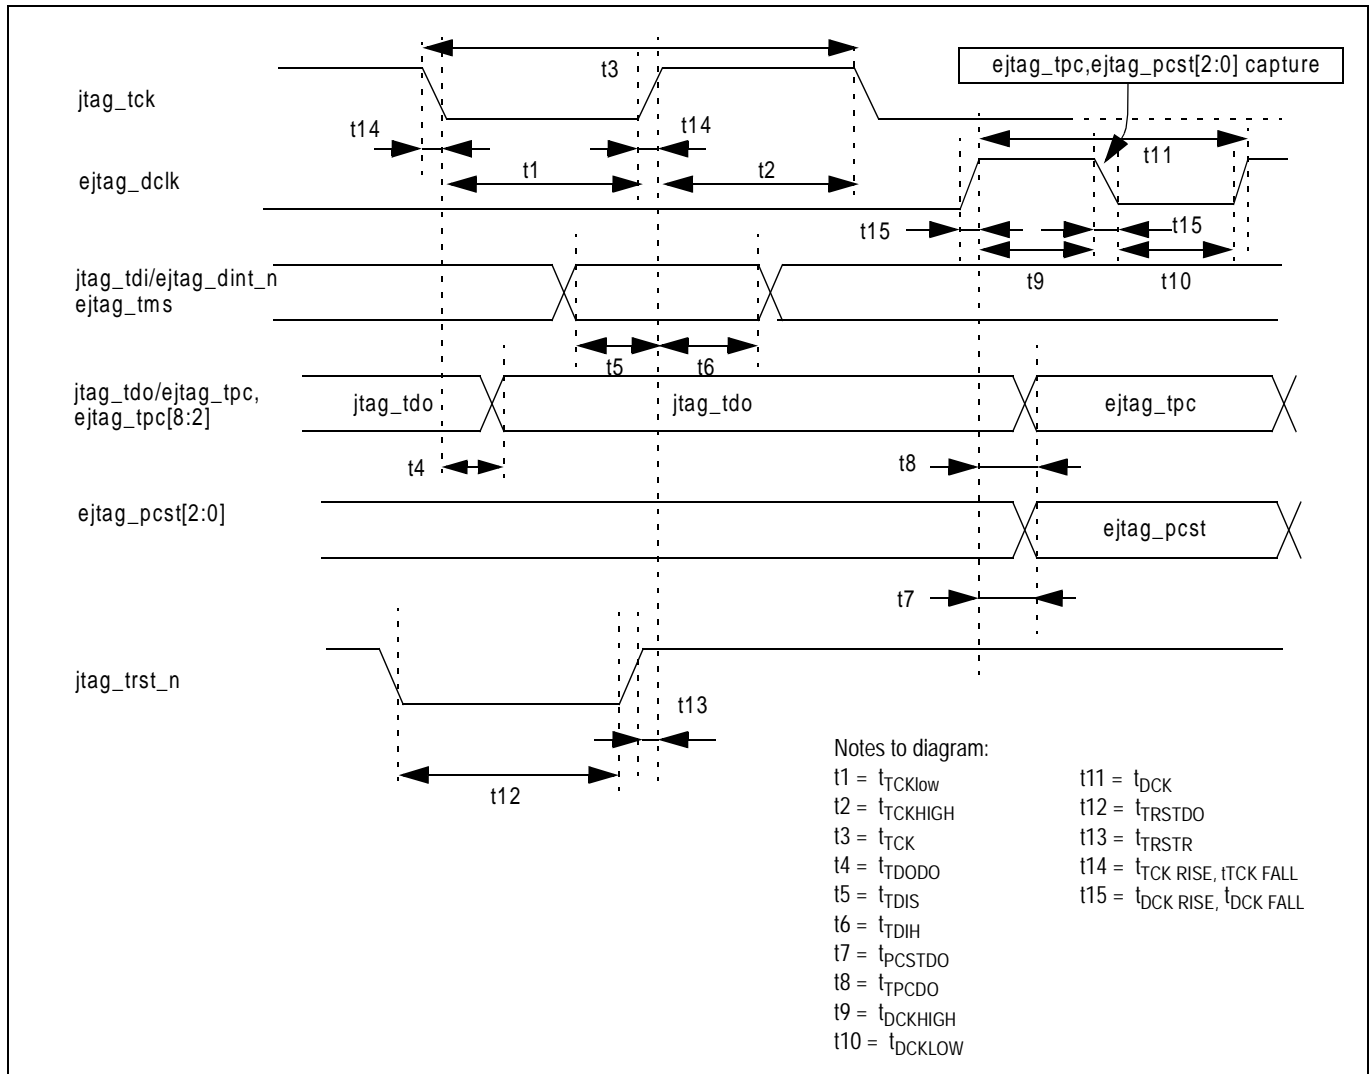 t3
ejtag_tpc,ejtag_pcst[2:0] capture
jtag_tck
t14
t14
t11
t1
t2
ejtag_dclk
t15
t15
jtag_tdi/ejtag_dint_n
ejtag_tms
t9
t10
t5
t6
jtag_tdo/ejtag_tpc,
ejtag_tpc[8:2]
jtag_tdo
jtag_tdo
ejtag_tpc
t4
t8
ejtag_pcst[2:0]
ejtag_pcst
t7
jtag_trst_n
t13
t12
Notes to diagram:
t1 = tTCKlow
t2 = tTCKHIGH
t3 = tTCK
t4 = tTDODO
t5 = tTDIS
t6 = tTDIH
t7 = tPCSTDO
t8 = tTPCDO
t9 = tDCKHIGH
t10 = tDCKLOW
t11 = tDCK
t12 = tTRSTDO
t13 = tTRSTR
t14 = tTCK RISE, tTCK FALL
t15 = tDCK RISE, tDCK FALL